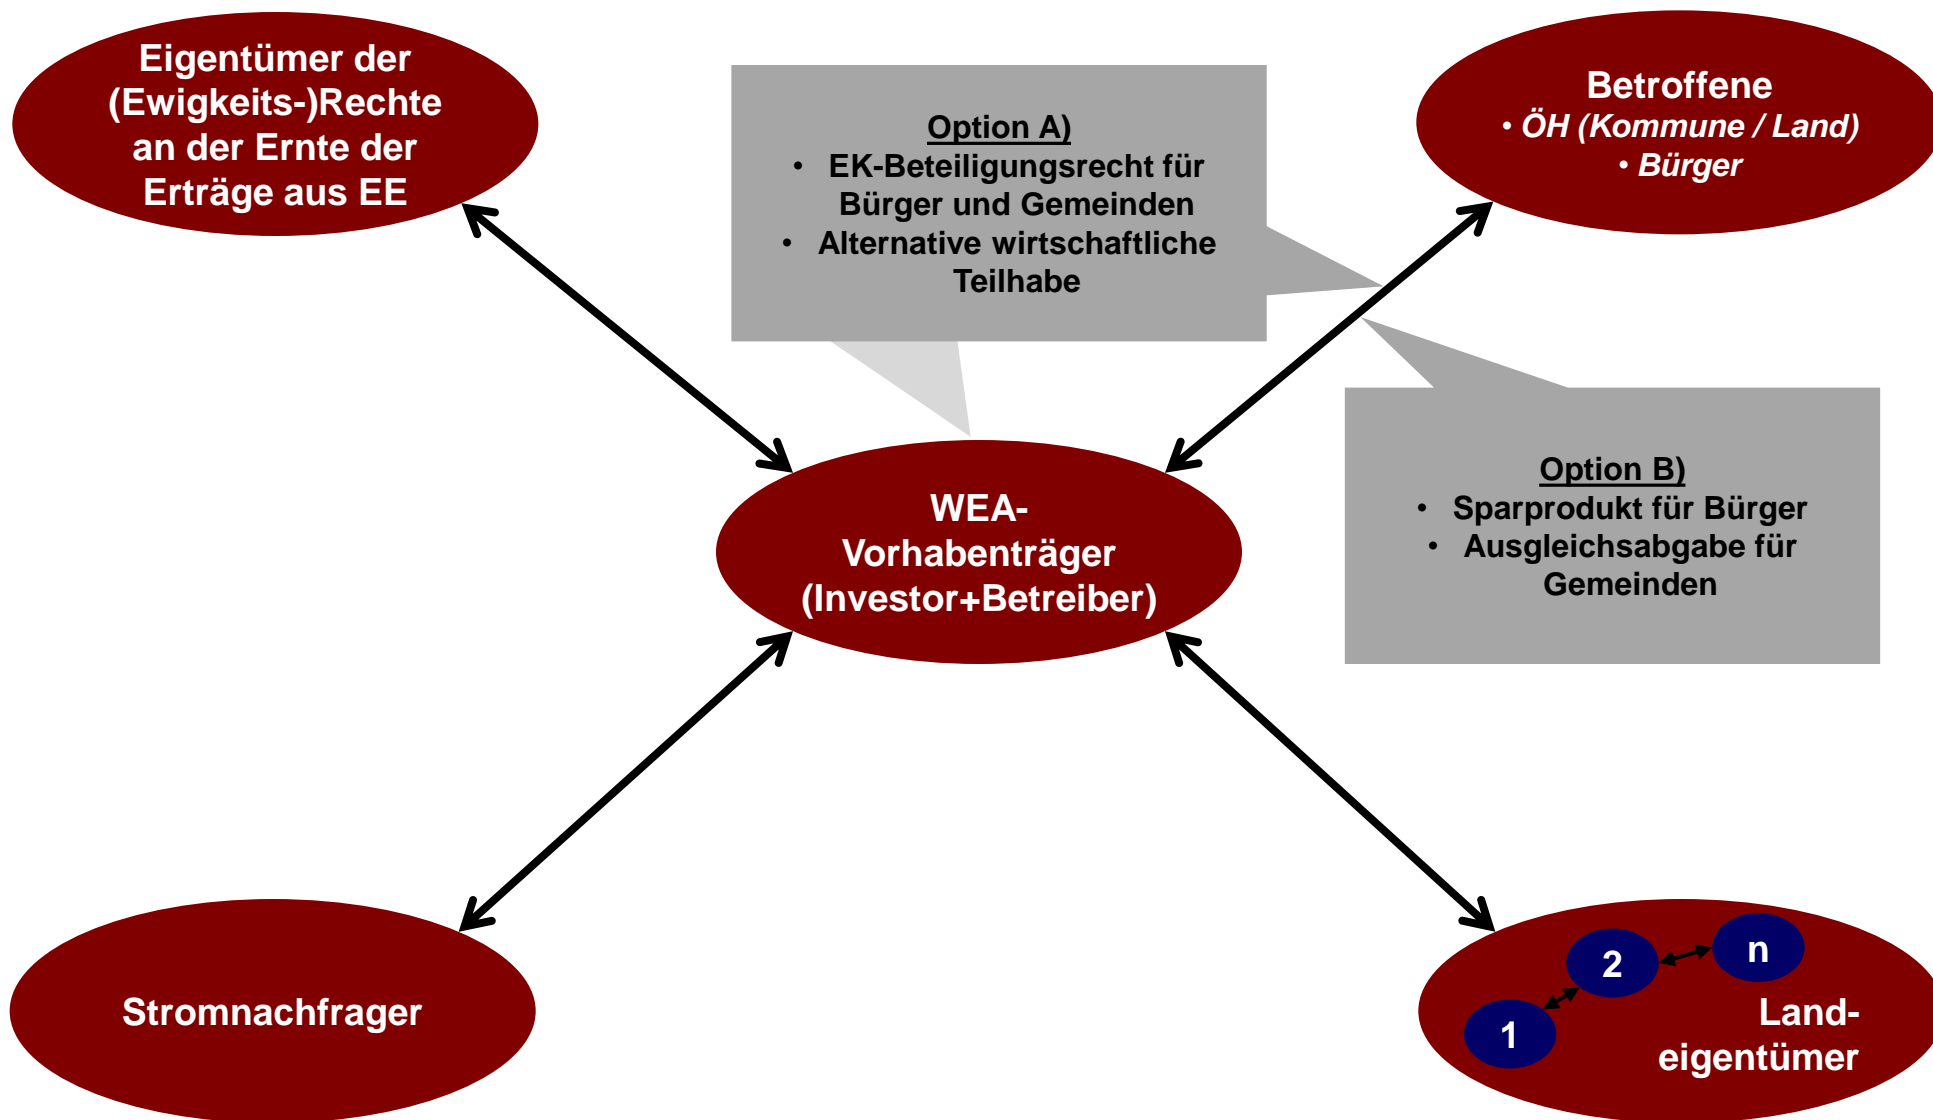 Eigentümer der
(Ewigkeits-)Rechte
an der Ernte der
Erträge aus EE
Option A)
• EK-Beteiligungsrecht für
Bürger und Gemeinden
• Alternative wirtschaftliche
Teilhabe
Betroffene
• ÖH (Kommune / Land)
• Bürger
WEA-
Vorhabenträger
(Investor+Betreiber)
Option B)
• Sparprodukt für Bürger
• Ausgleichsabgabe für
Gemeinden
Stromnachfrager
1
2
n
Land-
eigentümer